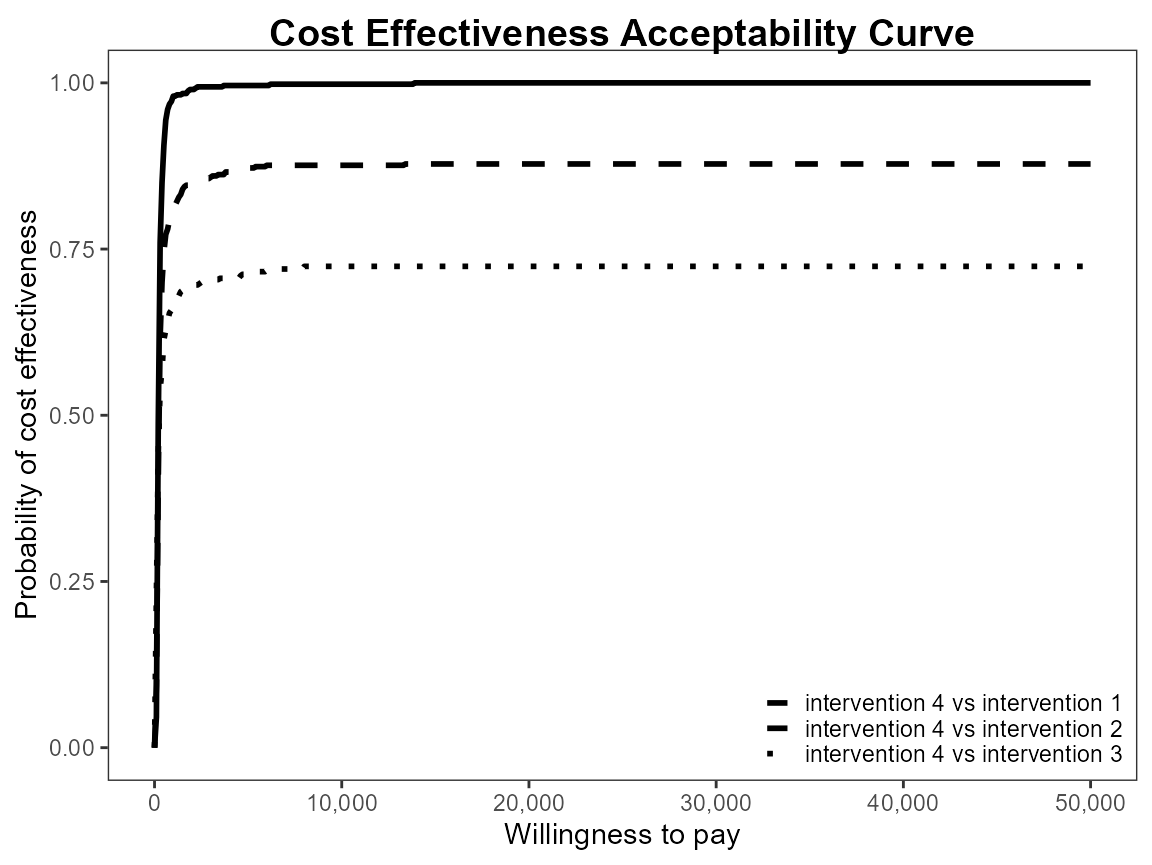 Cost Effectiveness Acceptability Curve
Probability of cost effectiveness
1.00
0.75
0.50
0.25
0.00
intervention 4 vs intervention 1
intervention 4 vs intervention 2
intervention 4 vs intervention 3
0 10,000 20,000 30,000 40,000 50,000
Willingness to pay